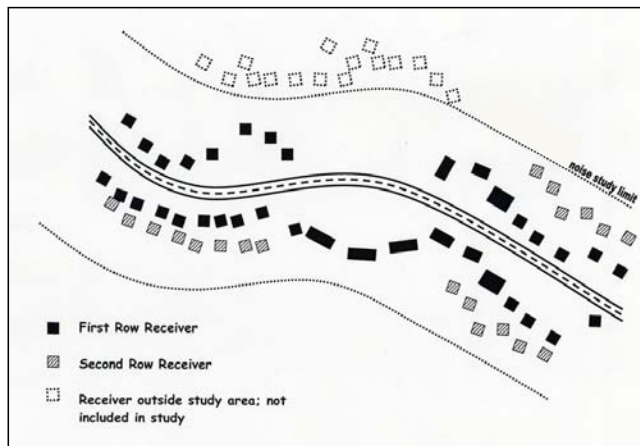 noise study limit
First Row Receiver
Second Row Receiver
Receiver outside study area; not
included in study